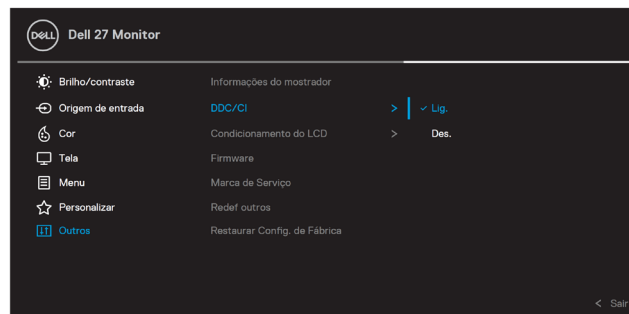 DELL Dell 27 Monitor
Brilho/contraste Informações do mostrador
Origem de entrada DDC/CI > ✓ Lig.
Cor Condicionamento do LCD > Des.
Tela Firmware
Menu Marca de Serviço
Personalizar Redef outros
Outros Restaurar Config. de Fábrica
< Sair